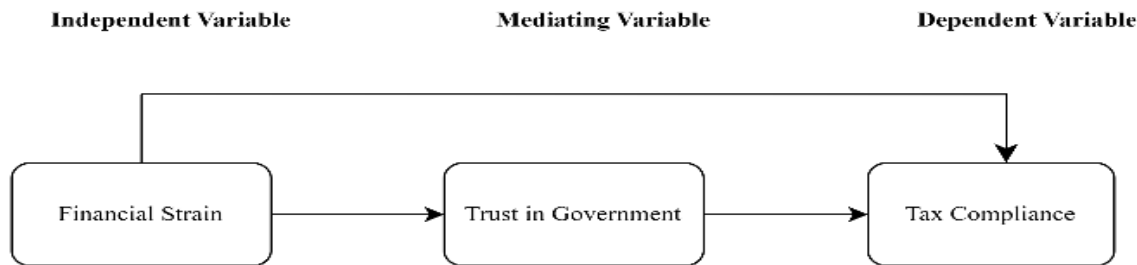 Independent Variable
Mediating Variable
Dependent Variable
Financial Strain
Trust in Government
Tax Compliance